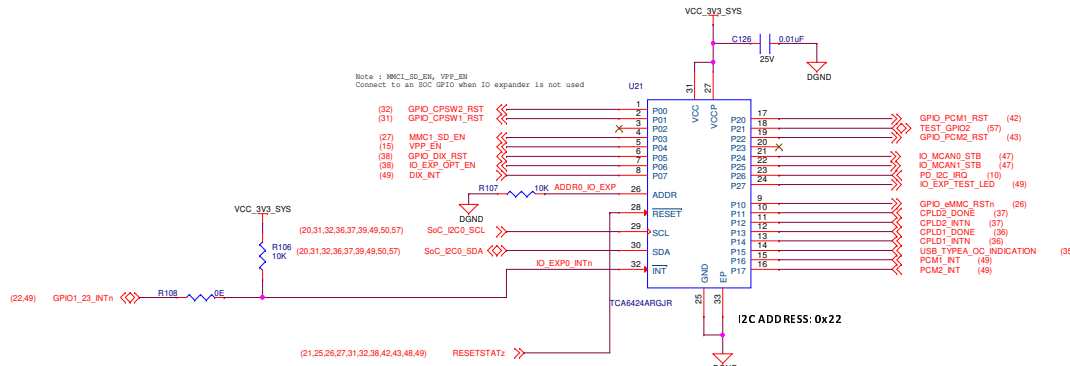 VCC_3V3_SYS
C126 0.01uF
25V
DGND
Note : MMC1_SD_EN, VPP_EN
Connect to an SOC GPIO when IO expander is not used
U21
31 27
VCC VCCP
(32) GPIO_CPSW2_RST 1 P00
(31) GPIO_CPSW1_RST 2 P01
3 P02
(27) MMC1_SD_EN 4 P03
(15) VPP_EN 5 P04
(38) GPIO_DIX_RST 6 P05
(38) IO_EXP_OPT_EN 7 P06
(49) DIX_INT 8 P07
P20 17 GPIO_PCM1_RST (42)
P21 18 TEST_GPIO2 (57)
P22 19 GPIO_PCM2_RST (43)
P23 20
P24 21 IO_MCAN0_STB (47)
P25 22 IO_MCAN1_STB (47)
P26 23 PD_I2C_IRQ (10)
P27 24 IO_EXP_TEST_LED (49)
R107 10K ADDR0_IO_EXP 26 ADDR
DGND
P10 9 GPIO_eMMC_RSTn (26)
P11 10 CPLD2_DONE (37)
P12 11 CPLD2_INTN (37)
P13 12 CPLD1_DONE (36)
P14 13 CPLD1_INTN (36)
P15 14 USB_TYPEA_OC_INDICATION (35
P16 15 PCM1_INT (49)
P17 16 PCM2_INT (49)
28 RESET
VCC_3V3_SYS
(20,31,32,36,37,39,49,50,57) SoC_I2C0_SCL 29 SCL
(20,31,32,36,37,39,49,50,57) SoC_I2C0_SDA 30 SDA
R106
10K
IO_EXP0_INTn 32 INT
GND EP
25 33
(22,49) GPIO1_23_INTn R108 0E
TCA6424ARGJR
I2C ADDRESS: 0x22
(21,25,26,27,31,32,38,42,43,48,49) RESETSTATz
DGND